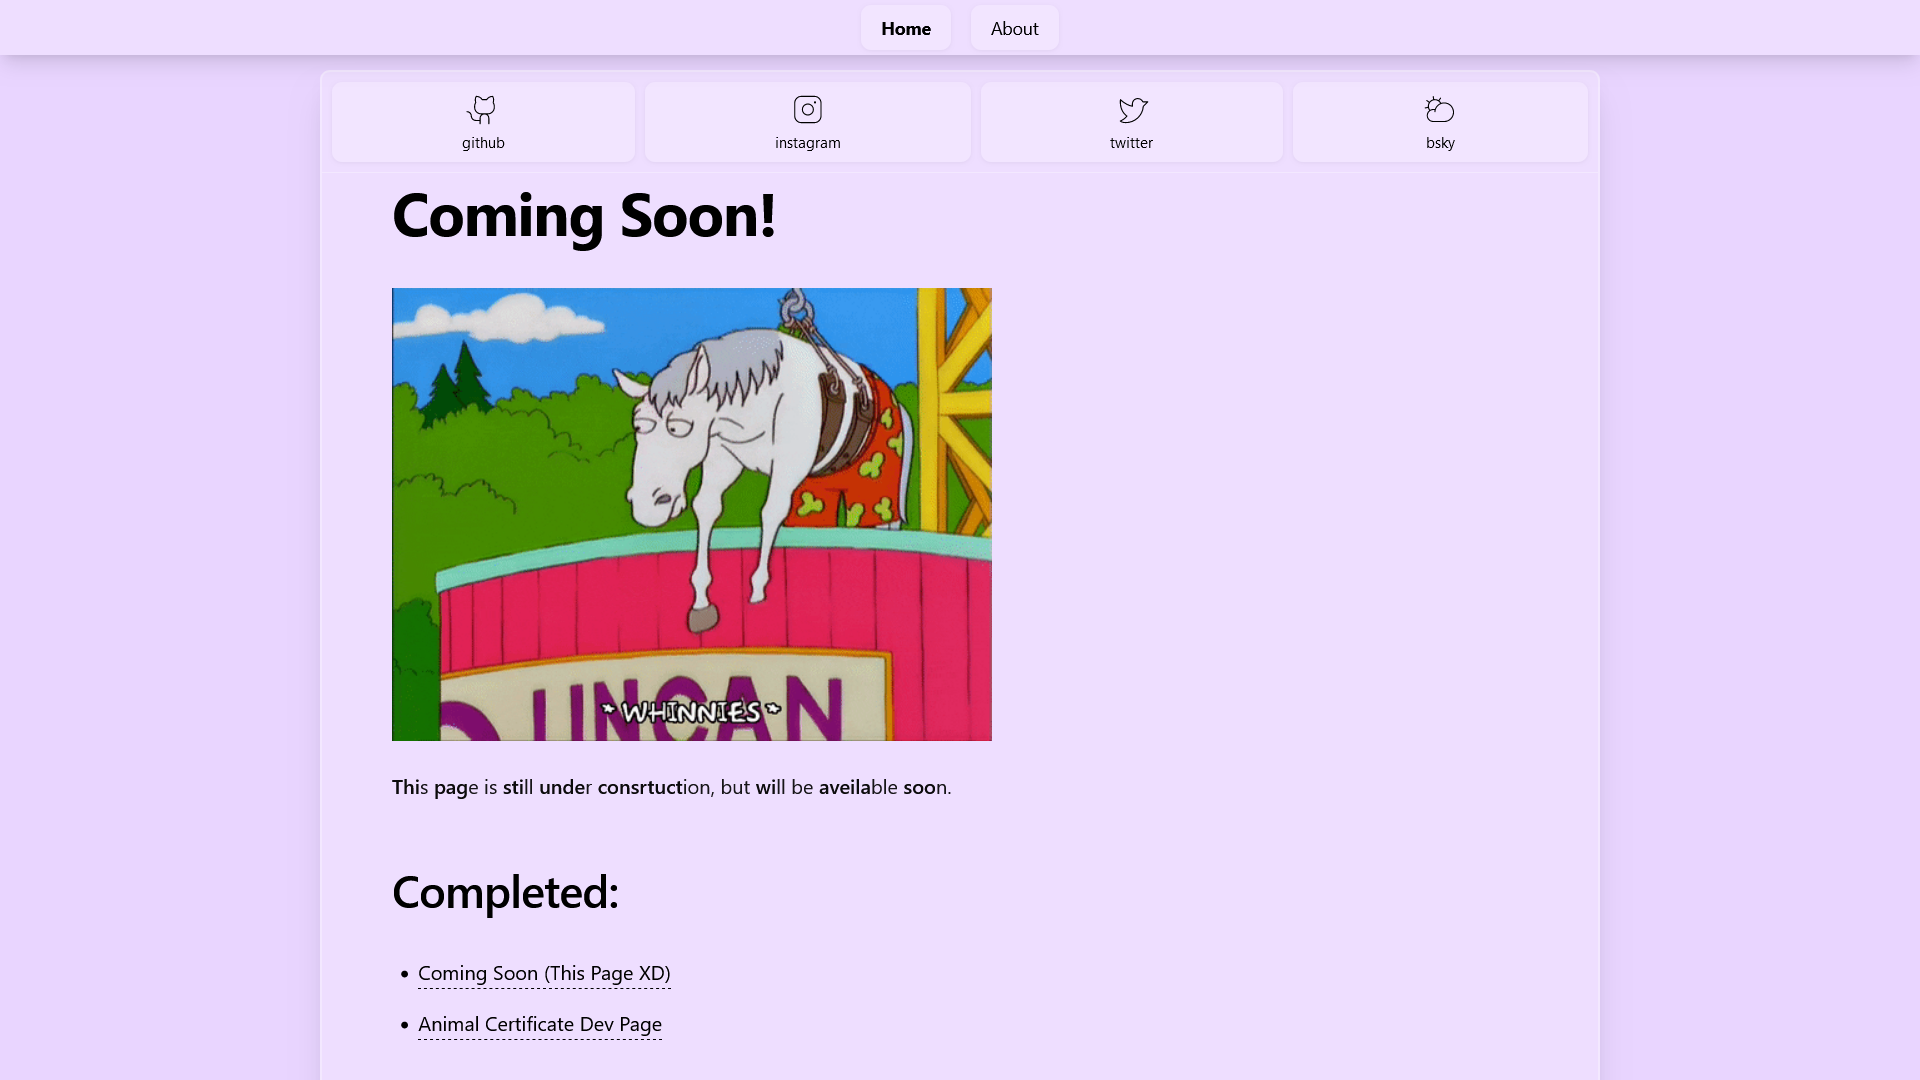 Home
About
github
instagram
twitter
bsky
Coming Soon!
UNCAN
*WHINNIES*
This page is still under consrtuction, but will be aveilable soon.
Completed:
• Coming Soon (This Page XD)
• Animal Certificate Dev Page